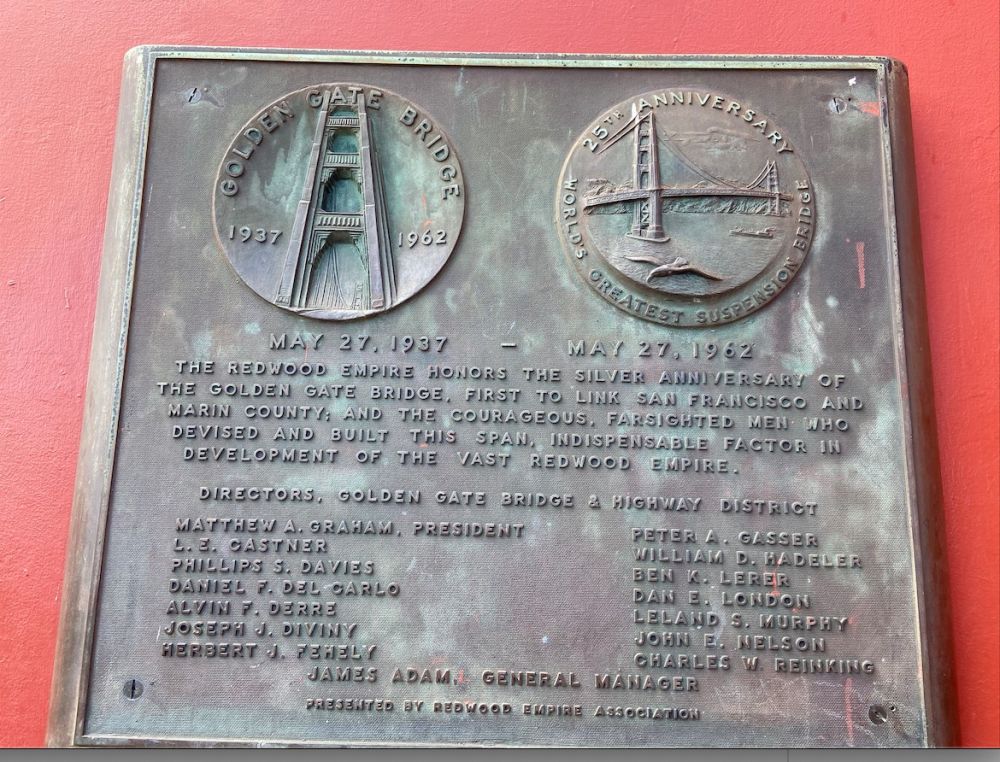 GOLDEN GATE BRIDGE
1937 1962
25TH ANNIVERSARY
WORLD'S GREATEST SUSPENSION BRIDGE
MAY 27, 1937 – MAY 27, 1962
THE REDWOOD EMPIRE HONORS THE SILVER ANNIVERSARY OF
THE GOLDEN GATE BRIDGE, FIRST TO LINK SAN FRANCISCO AND
MARIN COUNTY; AND THE COURAGEOUS, FARSIGHTED MEN WHO
DEVISED AND BUILT THIS SPAN, INDISPENSABLE FACTOR IN
DEVELOPMENT OF THE VAST REDWOOD EMPIRE.
DIRECTORS, GOLDEN GATE BRIDGE & HIGHWAY DISTRICT
MATTHEW A. GRAHAM, PRESIDENT
L. E. CASTNER
PHILLIPS S. DAVIES
DANIEL F. DEL CARLO
ALVIN F. DERRE
JOSEPH J. DIVINY
HERBERT J. FEHELY
PETER A. GASSER
WILLIAM D. HADELER
BEN K. LERER
DAN E. LONDON
LELAND S. MURPHY
JOHN E. NELSON
CHARLES W. REINKING
JAMES ADAM, GENERAL MANAGER
PRESENTED BY REDWOOD EMPIRE ASSOCIATION